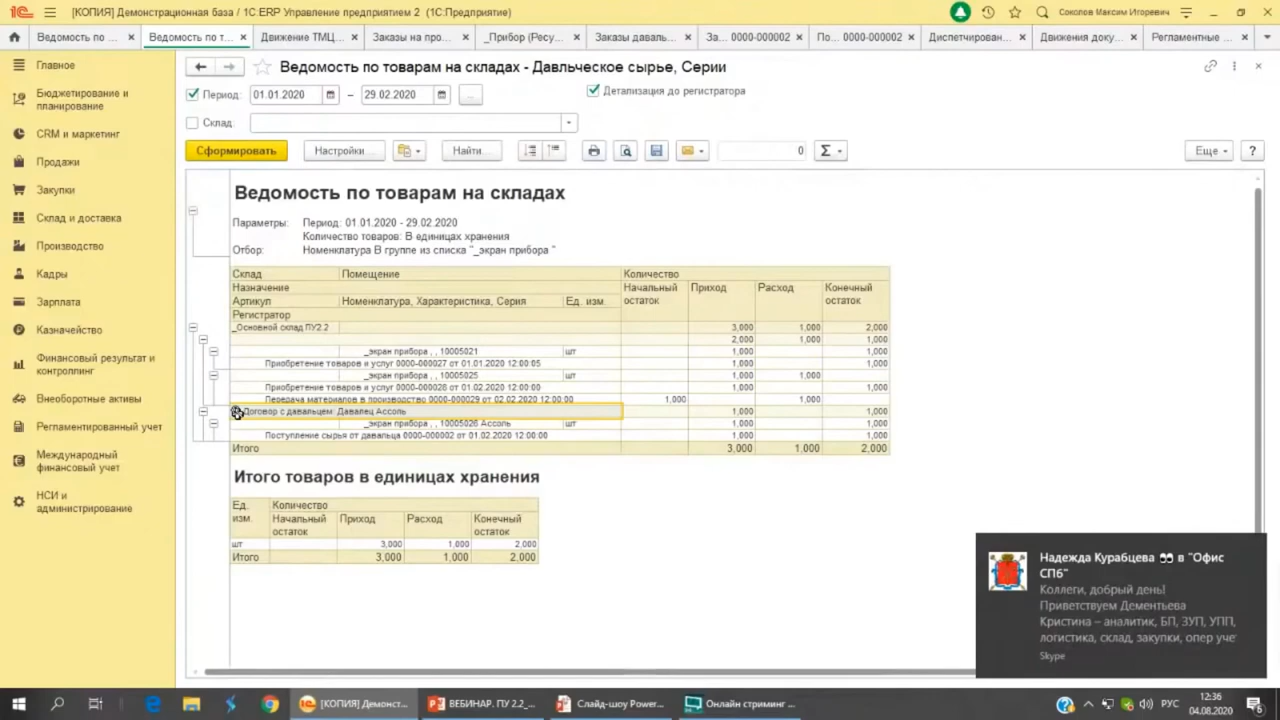 [КОПИЯ] Демонстрационная база / 1С:ERP Управление предприятием 2 (1С:Предприятие)
Соколов Максим Игоревич
Ведомость по ... × Ведомость по т... × Движение ТМЦ... × Заказы на про... × _Прибор (Ресу... × Заказы даваль... × За... 0000-000002 × По... 0000-000002 × Диспетчирован... × Движения доку... × Регламентные ... ×
Главное
Бюджетирование и
планирование
CRM и маркетинг
Продажи
Закупки
Склад и доставка
Производство
Кадры
Зарплата
Казначейство
Финансовый результат и
контроллинг
Внеоборотные активы
Регламентированный учет
Международный
финансовый учет
НСИ и
администрирование
Ведомость по товарам на складах - Давльческое сырье, Серии
Период: 01.01.2020 – 29.02.2020 ... Детализация до регистратора
Склад:
Сформировать Настройки... Найти... 0 Σ Еще ?
Ведомость по товарам на складах
Параметры: Период: 01.01.2020 - 29.02.2020
Количество товаров: В единицах хранения
Отбор: Номенклатура В группе из списка "_экран прибора "
Склад Помещение Количество
Назначение Начальный остаток Приход Расход Конечный остаток
Артикул Номенклатура, Характеристика, Серия Ед. изм.
Регистратор
_Основной склад ПУ2.2 3,000 1,000 2,000
2,000 1,000 1,000
_экран прибора , , 10005021 шт 1,000 1,000
Приобретение товаров и услуг 0000-000027 от 01.01.2020 12:00:05 1,000 1,000
_экран прибора , , 10005025 шт 1,000 1,000
Приобретение товаров и услуг 0000-000028 от 01.02.2020 12:00:00 1,000 1,000
Передача материалов в производство 0000-000029 от 02.02.2020 12:00:00 1,000 1,000
Договор с давальцем: Давалец Ассоль 1,000 1,000
_экран прибора , , 10005026 Ассоль шт 1,000 1,000
Поступление сырья от давальца 0000-000002 от 01.02.2020 12:00:00 1,000 1,000
Итого 3,000 1,000 2,000
Итого товаров в единицах хранения
Ед. изм. Количество
Начальный остаток Приход Расход Конечный остаток
шт 3,000 1,000 2,000
Итого 3,000 1,000 2,000
Надежда Курабцева 👀 в "Офис
СПб"
Коллеги, добрый день!
Приветствуем Дементьева
Кристина – аналитик, БП, ЗУП, УПП,
логистика, склад, закупки, опер уче
Skype
[КОПИЯ] Демонст... ВЕБИНАР. ПУ 2.2_... Слайд-шоу Power... Онлайн стриминг ... РУС 12:36
04.08.2020 5